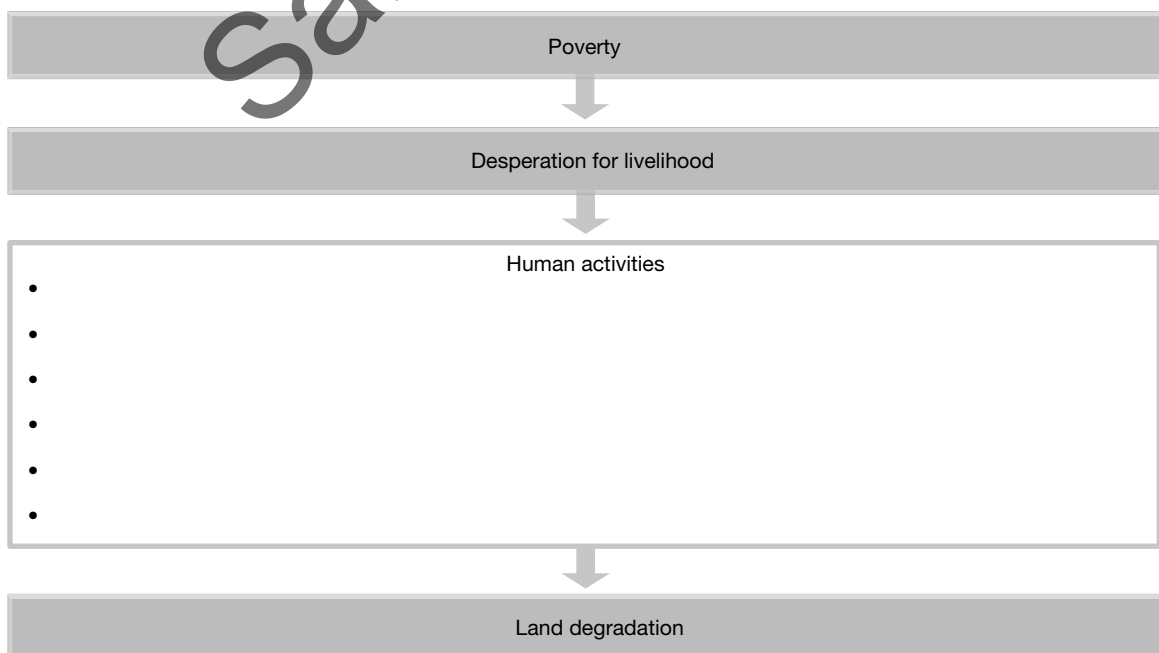 Poverty
Desperation for livelihood
Human activities
•
•
•
•
•
•
Land degradation